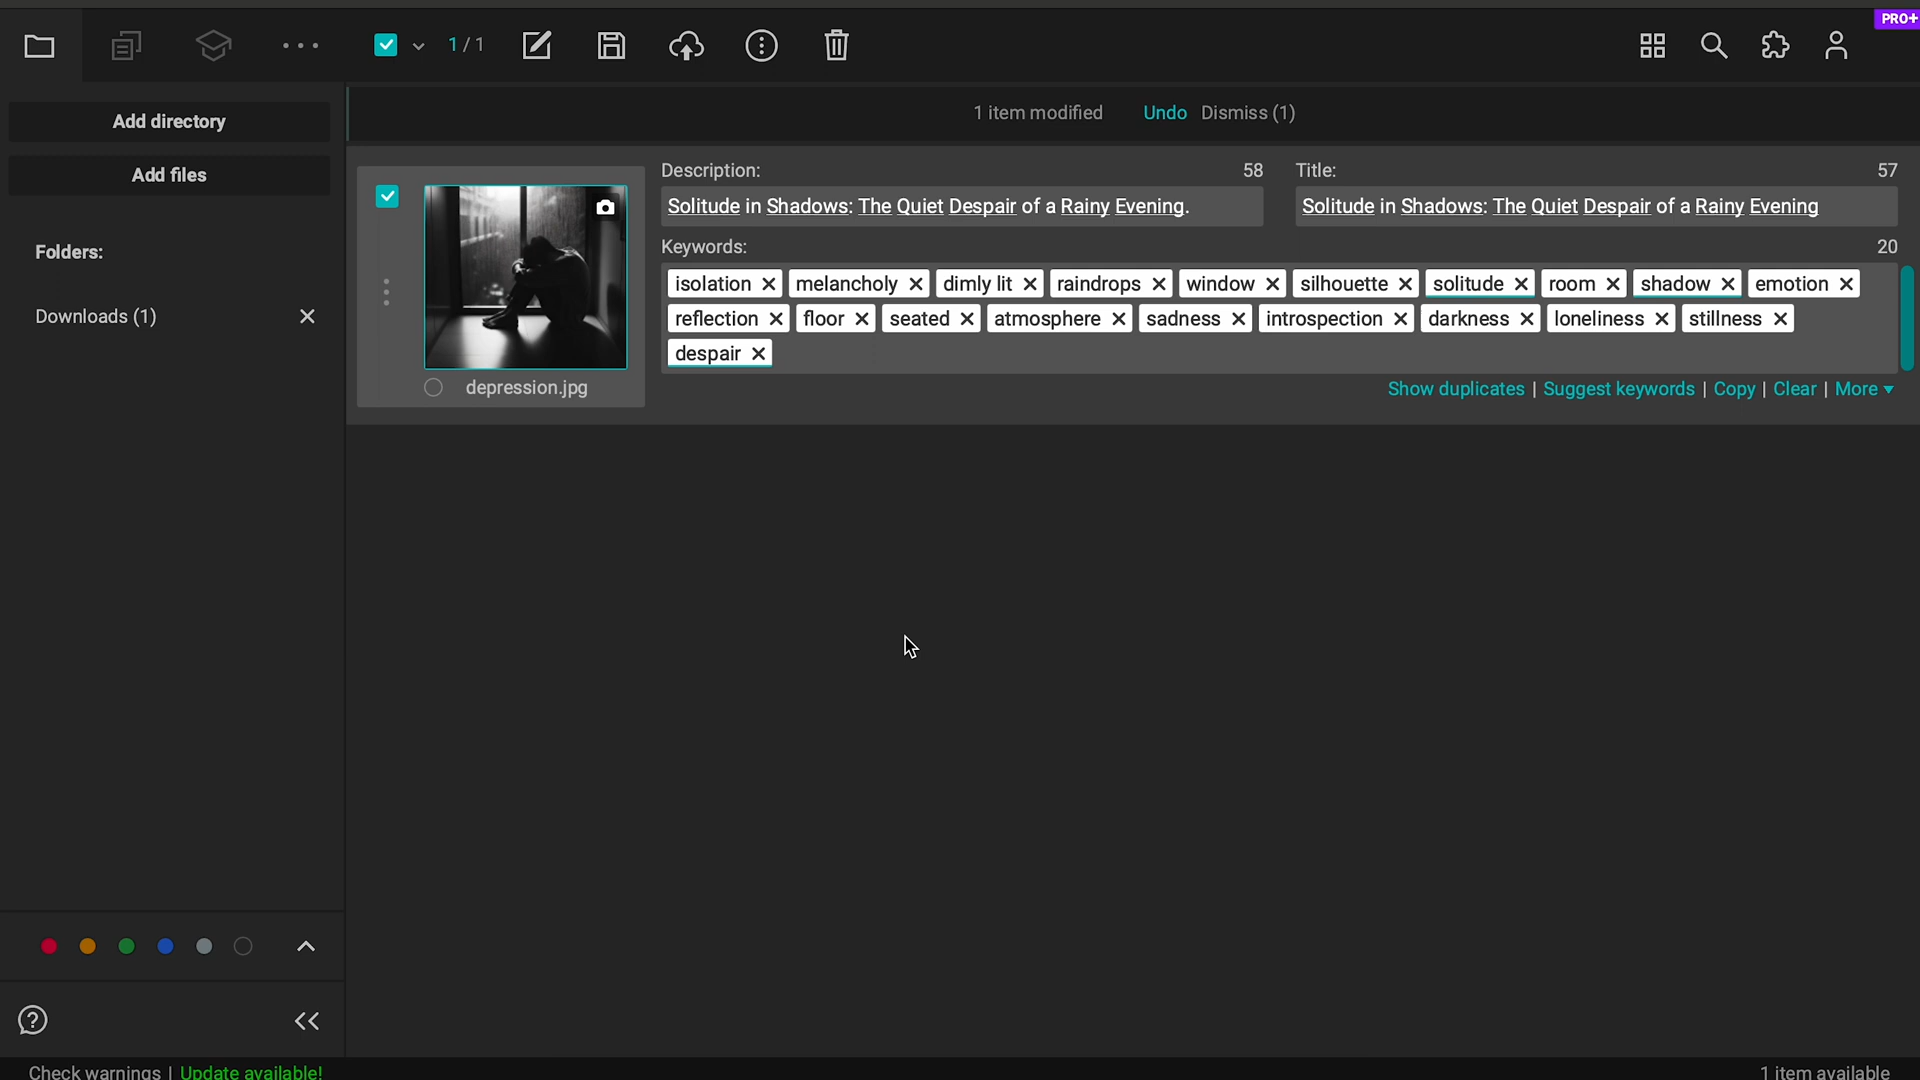 PRO+
1 / 1
Add directory
1 item modified Undo Dismiss (1)
Add files
Description: 58 Title: 57
Solitude in Shadows: The Quiet Despair of a Rainy Evening. Solitude in Shadows: The Quiet Despair of a Rainy Evening
Folders:
Keywords: 20
isolation melancholy dimly lit raindrops window silhouette solitude room shadow emotion
Downloads (1)
reflection floor seated atmosphere sadness introspection darkness loneliness stillness
despair
depression.jpg
Show duplicates | Suggest keywords | Copy | Clear | More
Check warnings | Update available! 1 item available